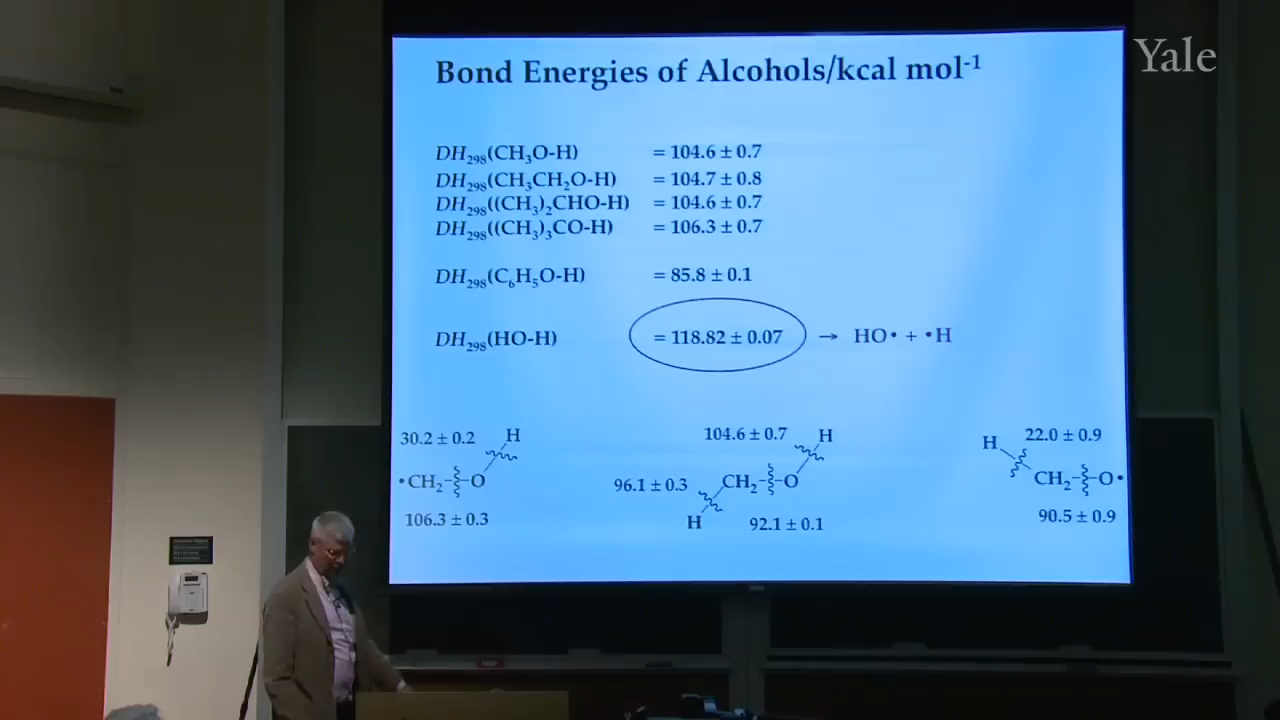 Yale
Bond Energies of Alcohols/kcal mol⁻¹
DH₂₉₈(CH₃O-H) = 104.6 ± 0.7
DH₂₉₈(CH₃CH₂O-H) = 104.7 ± 0.8
DH₂₉₈((CH₃)₂CHO-H) = 104.6 ± 0.7
DH₂₉₈((CH₃)₃CO-H) = 106.3 ± 0.7
DH₂₉₈(C₆H₅O-H) = 85.8 ± 0.1
DH₂₉₈(HO-H) = 118.82 ± 0.07 → HO• + •H
30.2 ± 0.2 H
•CH₂-O
106.3 ± 0.3
104.6 ± 0.7 H
96.1 ± 0.3 CH₂-O
H 92.1 ± 0.1
H 22.0 ± 0.9
CH₂-O•
90.5 ± 0.9